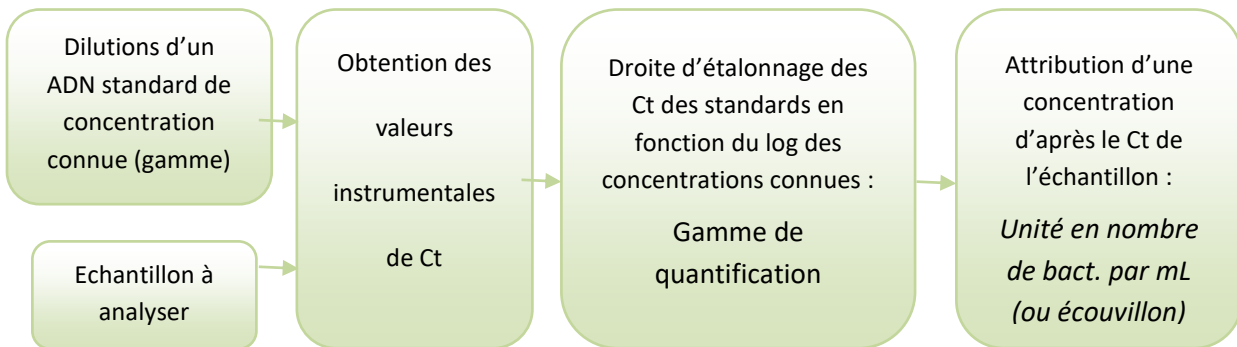 Dilutions d’un
ADN standard de
concentration
connue (gamme)
Echantillon à
analyser
Obtention des
valeurs
instrumentales
de Ct
Droite d’étalonnage des
Ct des standards en
fonction du log des
concentrations connues :
Gamme de
quantification
Attribution d’une
concentration
d’après le Ct de
l’échantillon :
Unité en nombre
de bact. par mL
(ou écouvillon)